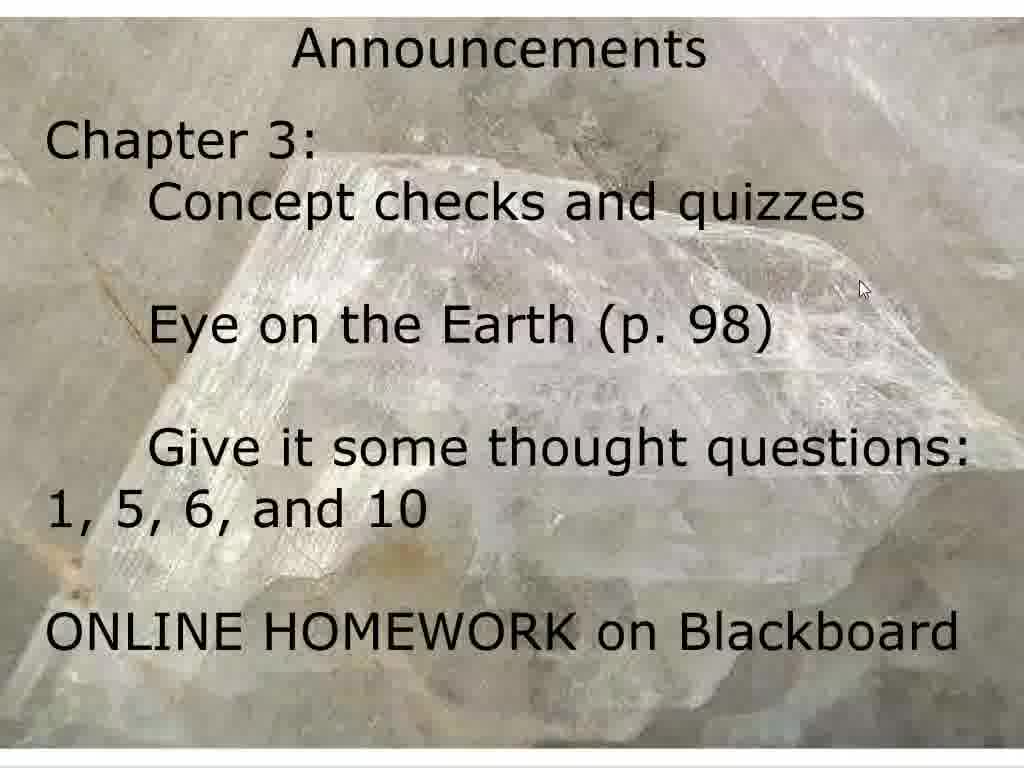 Announcements
Chapter 3:
Concept checks and quizzes
Eye on the Earth (p. 98)
Give it some thought questions:
1, 5, 6, and 10
ONLINE HOMEWORK on Blackboard